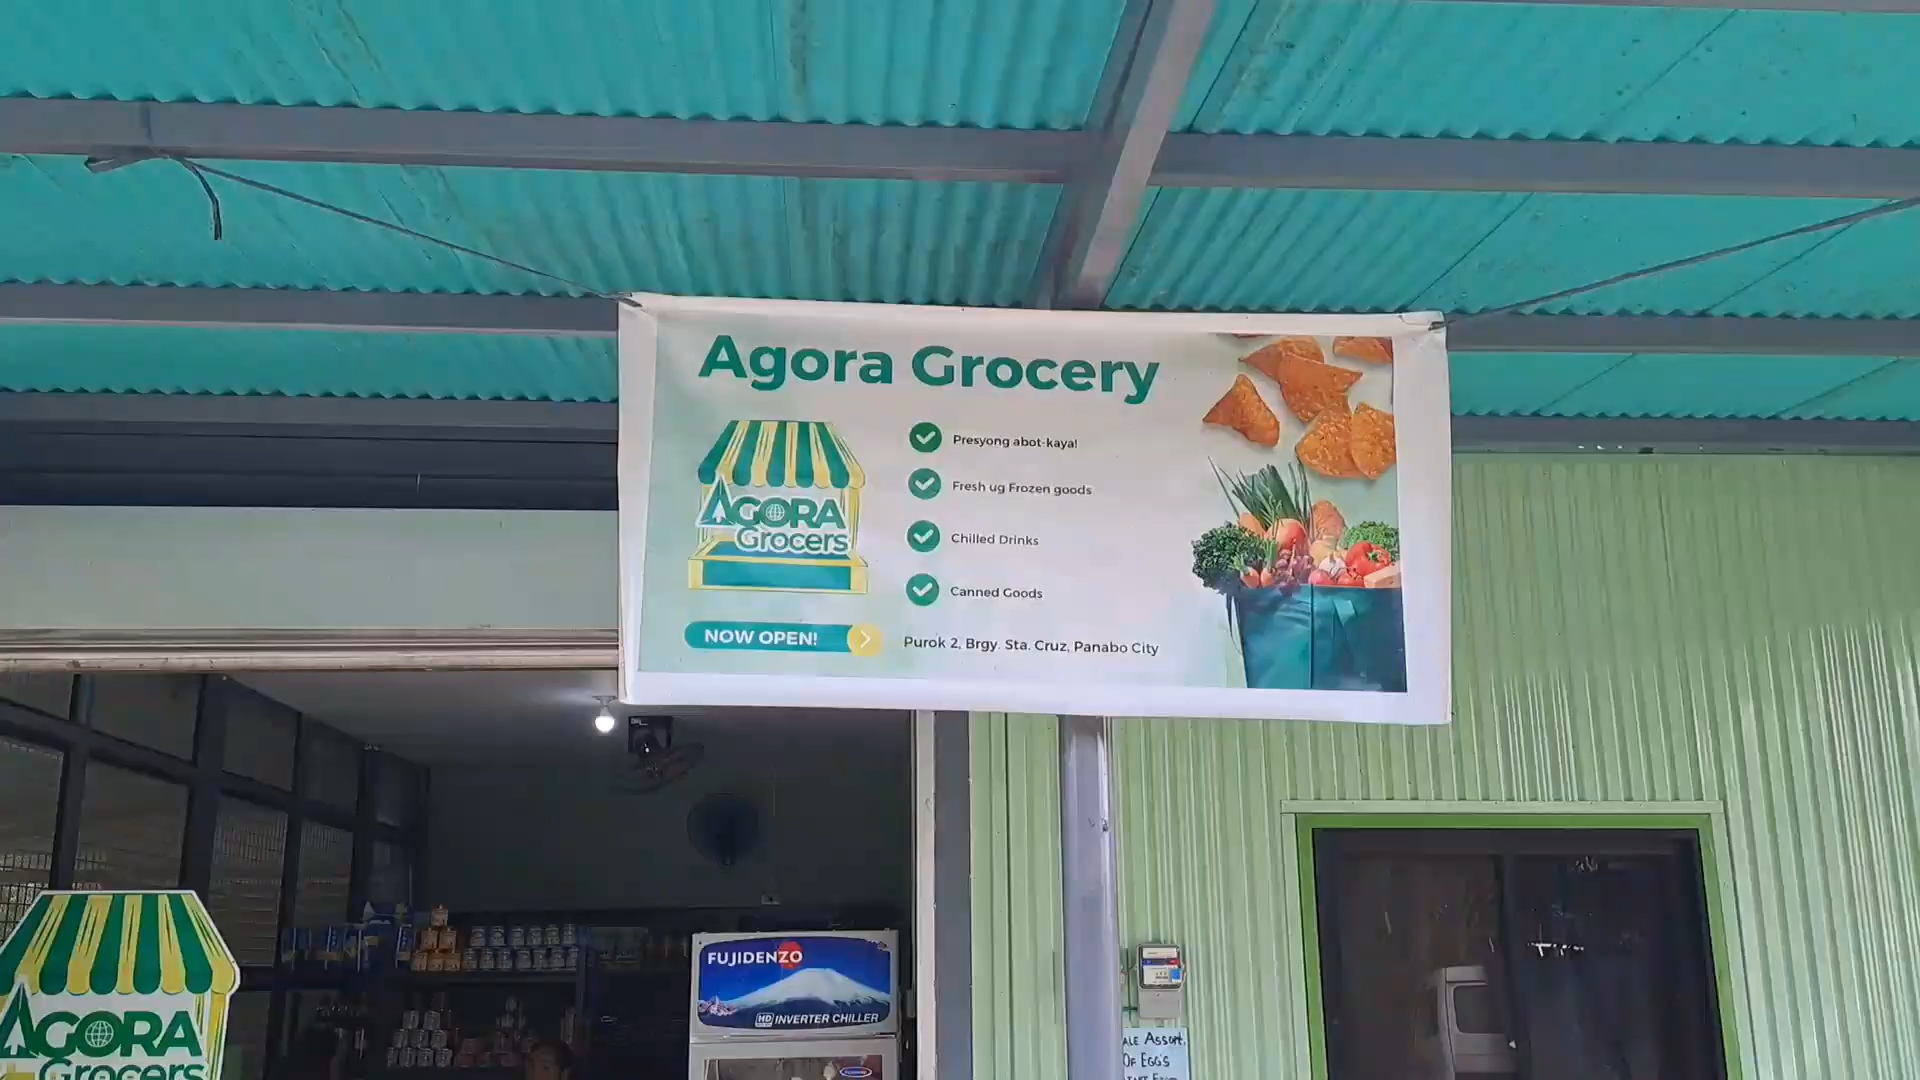 Agora Grocery
AGORA
Grocers
Presyong abot-kaya!
Fresh ug Frozen goods
Chilled Drinks
Canned Goods
NOW OPEN!
Purok 2, Brgy. Sta. Cruz, Panabo City
FUJIDENZO
HD INVERTER CHILLER
AGORA
Grocers
ALE Assort.
OF EGG'S